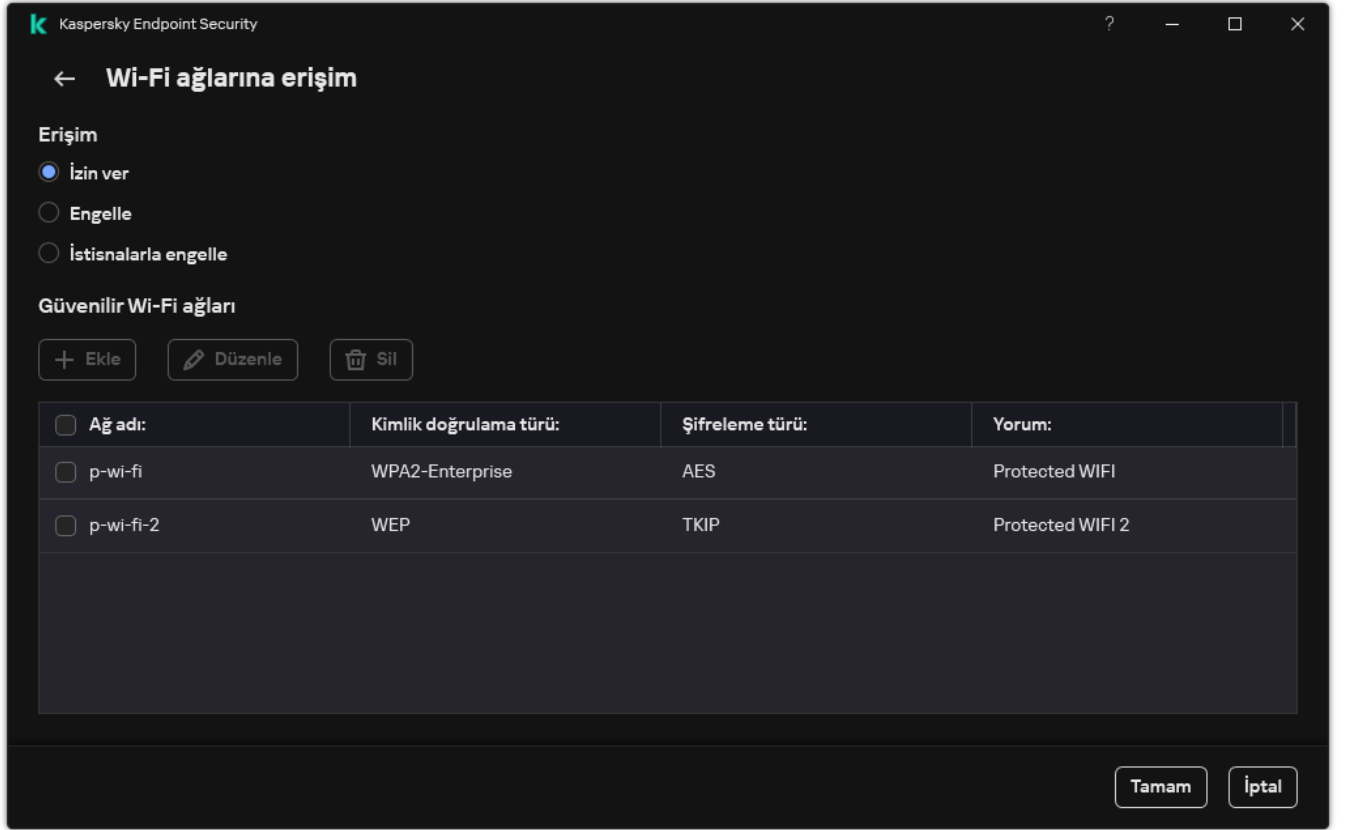 Kaspersky Endpoint Security ?
Wi-Fi ağlarına erişim
Erişim
İzin ver
Engelle
İstisnalarla engelle
Güvenilir Wi-Fi ağları
Ekle Düzenle Sil
Ağ adı: Kimlik doğrulama türü: Şifreleme türü: Yorum:
p-wi-fi WPA2-Enterprise AES Protected WIFI
p-wi-fi-2 WEP TKIP Protected WIFI 2
Tamam İptal